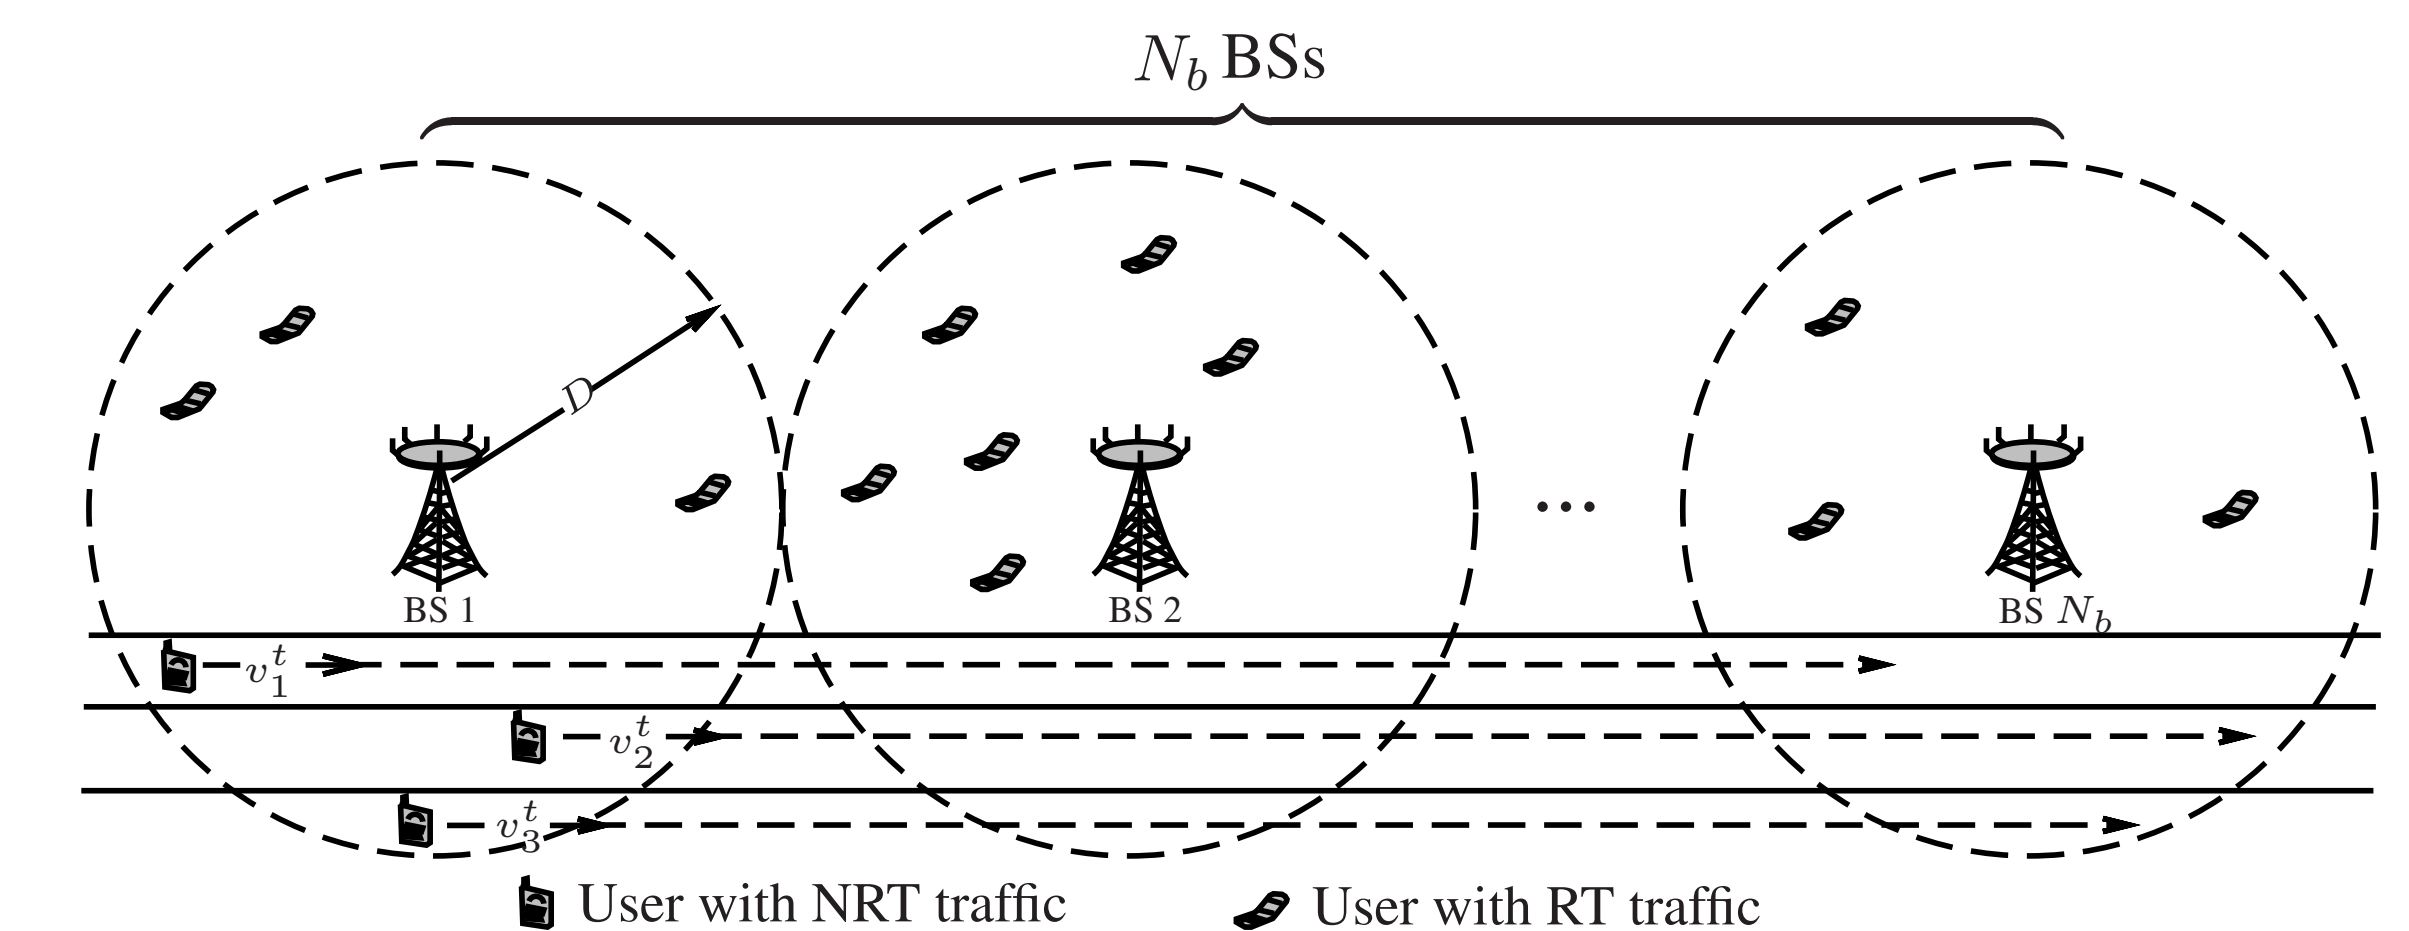 N_b BSs
D
...
BS 1
BS 2
BS N_b
v_1^t
v_2^t
v_3^t
User with NRT traffic
User with RT traffic